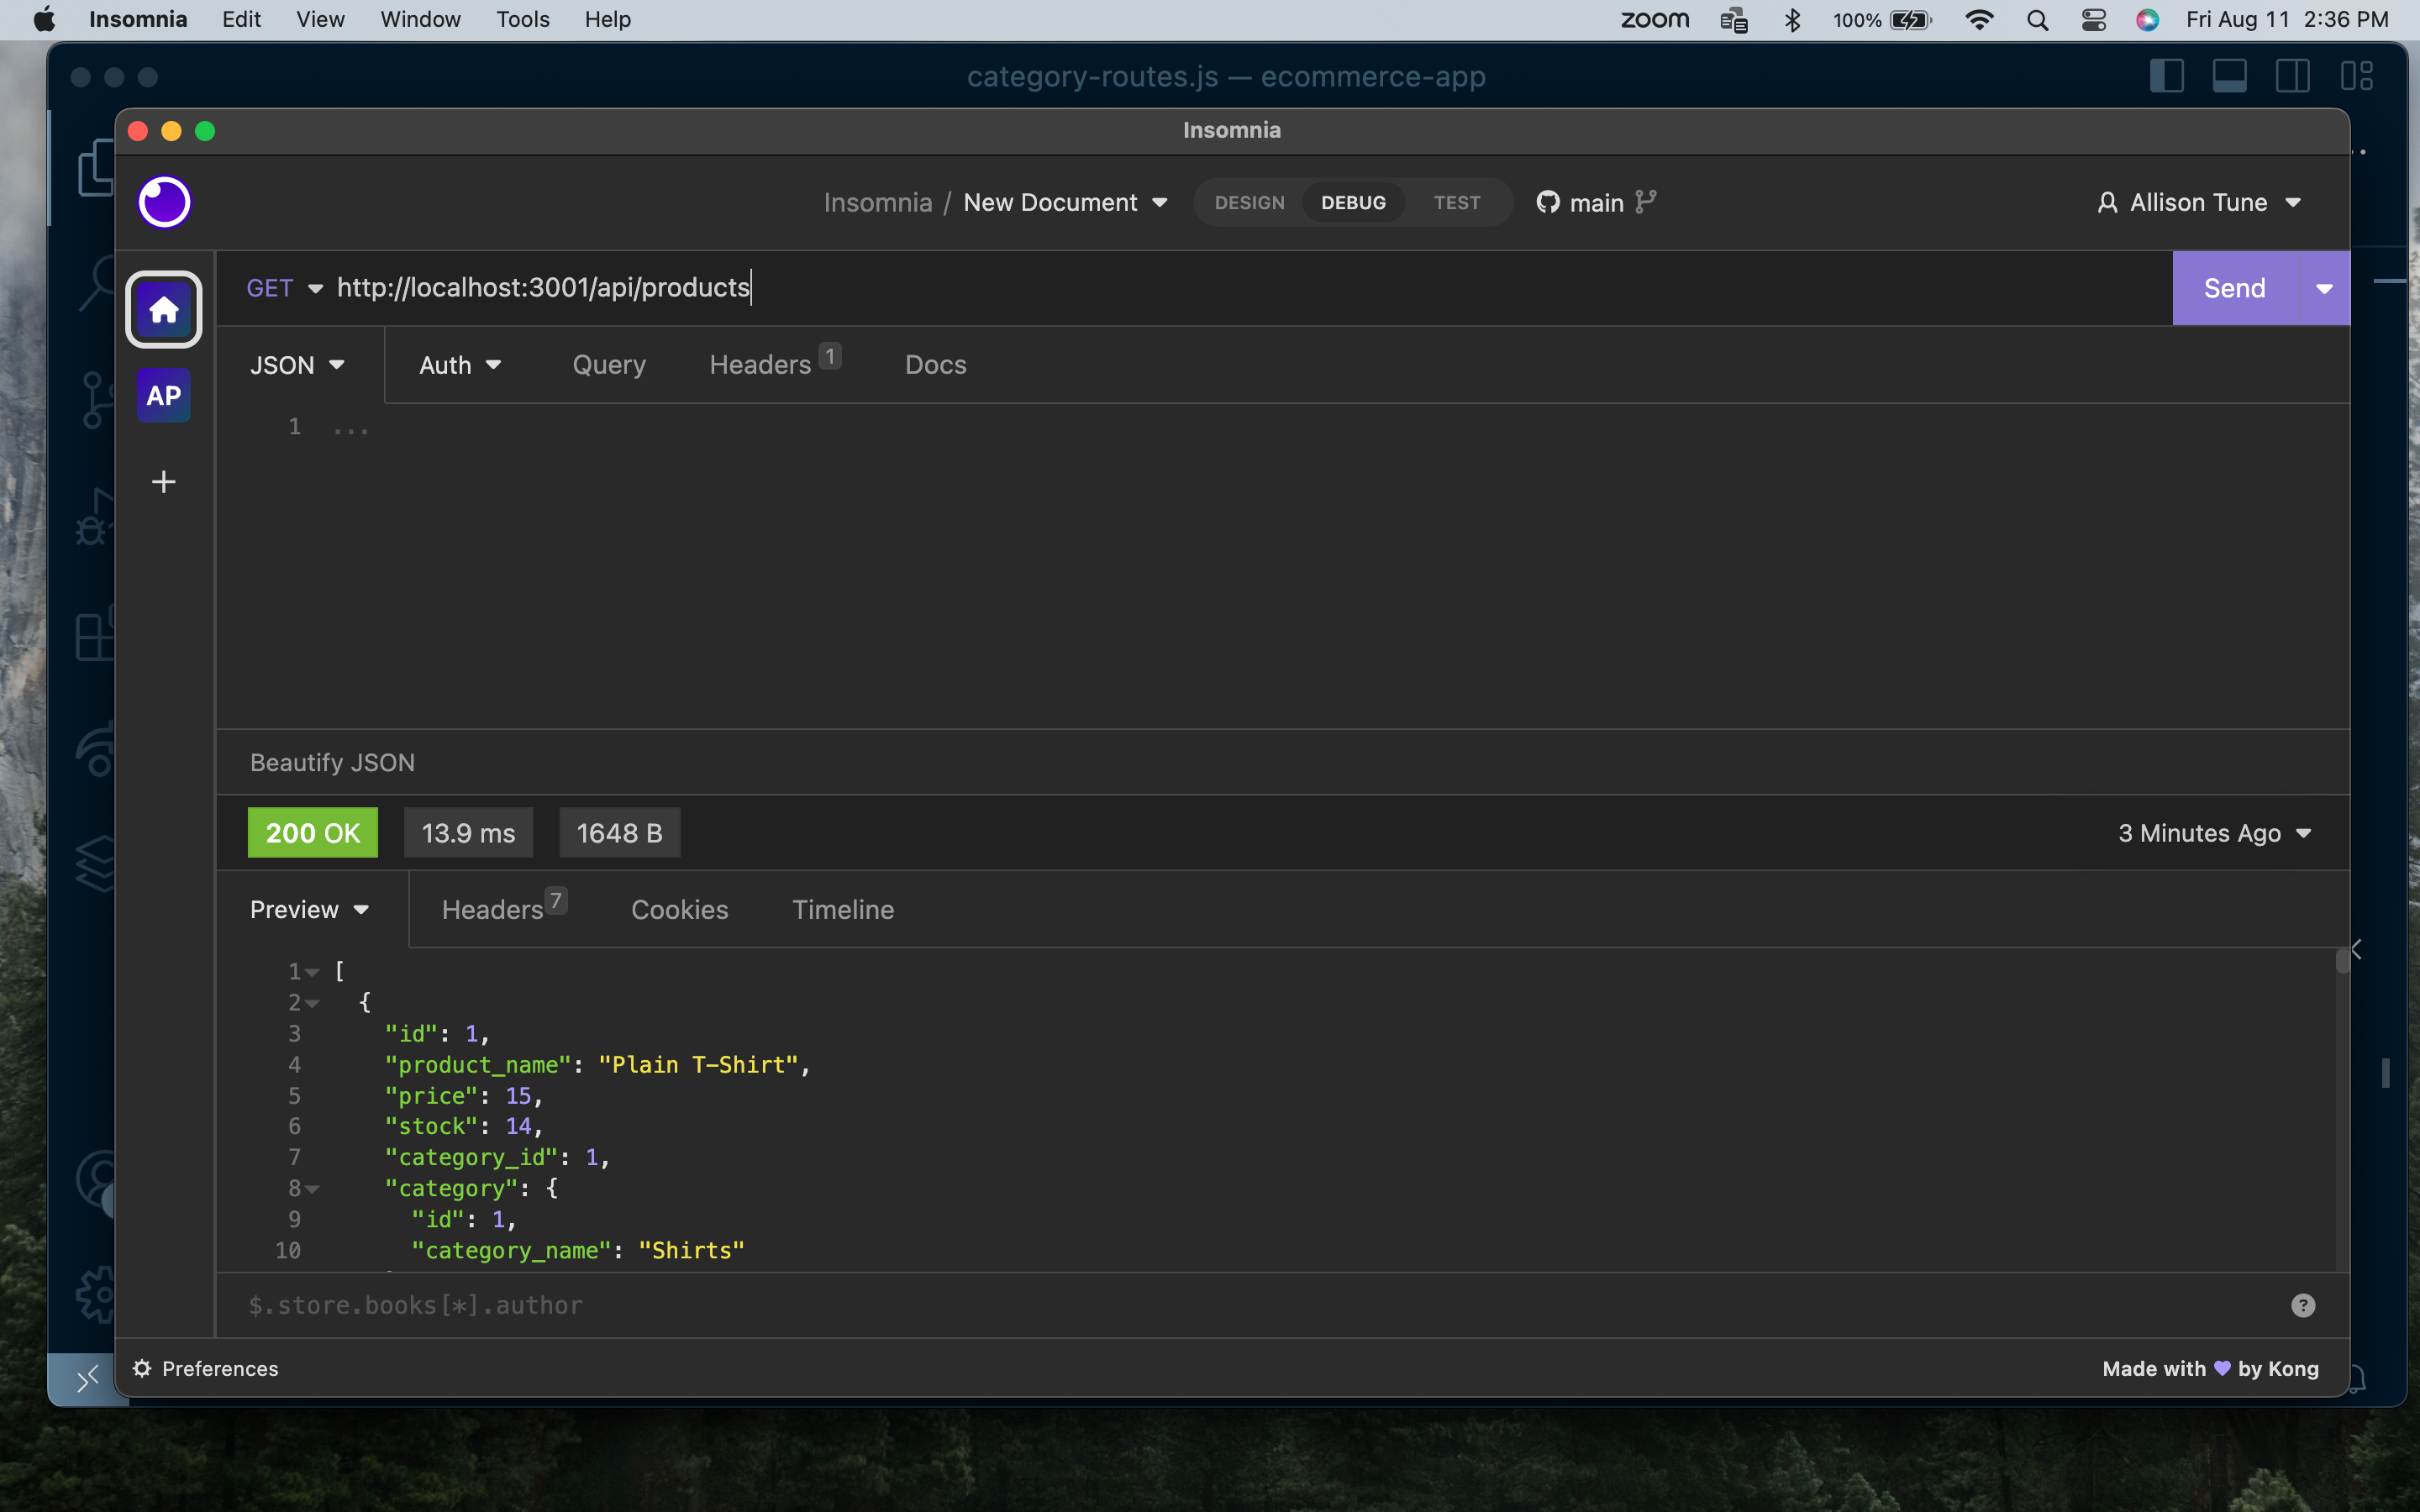 Insomnia Edit View Window Tools Help zoom 100% Fri Aug 11 2:36 PM
category-routes.js — ecommerce-app
Insomnia
Insomnia / New Document DESIGN DEBUG TEST main Allison Tune
GET http://localhost:3001/api/products Send
JSON Auth Query Headers 1 Docs
AP
1 ...
+
Beautify JSON
200 OK 13.9 ms 1648 B 3 Minutes Ago
Preview Headers 7 Cookies Timeline
1 [
2 {
3 "id": 1,
4 "product_name": "Plain T-Shirt",
5 "price": 15,
6 "stock": 14,
7 "category_id": 1,
8 "category": {
9 "id": 1,
10 "category_name": "Shirts"
$.store.books[*].author ?
Preferences Made with 💜 by Kong